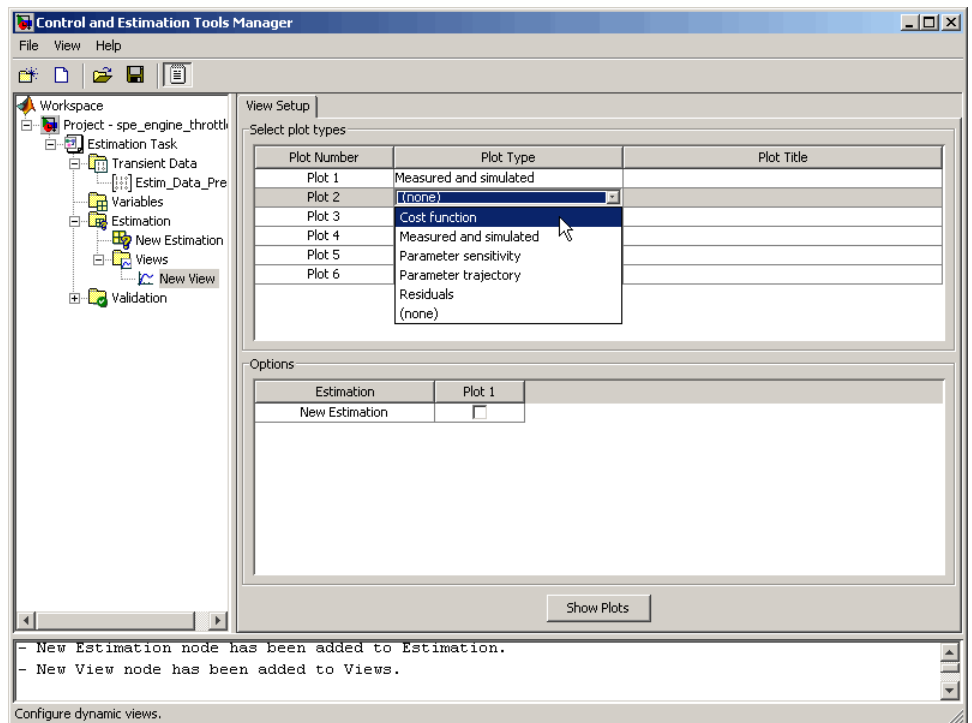 Control and Estimation Tools Manager
File View Help
Workspace
Project - spe_engine_throttl
Estimation Task
Transient Data
Estim_Data_Pre
Variables
Estimation
New Estimation
Views
New View
Validation
View Setup
Select plot types
Plot Number Plot Type Plot Title
Plot 1 Measured and simulated
Plot 2 (none)
Plot 3
Plot 4
Plot 5
Plot 6
Cost function
Measured and simulated
Parameter sensitivity
Parameter trajectory
Residuals
(none)
Options
Estimation Plot 1
New Estimation
Show Plots
- New Estimation node has been added to Estimation.
- New View node has been added to Views.
Configure dynamic views.